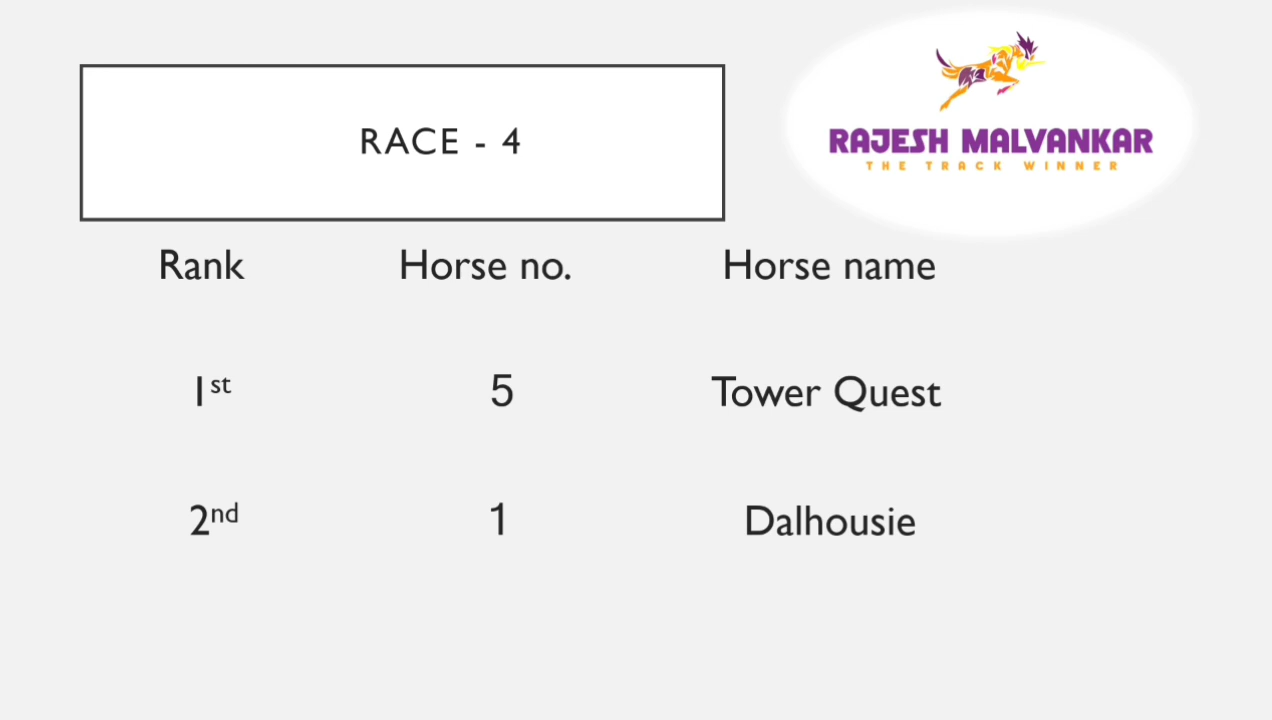 RACE - 4
RAJESH MALVANKAR
THE TRACK WINNER
Rank Horse no. Horse name
1st 5 Tower Quest
2nd 1 Dalhousie